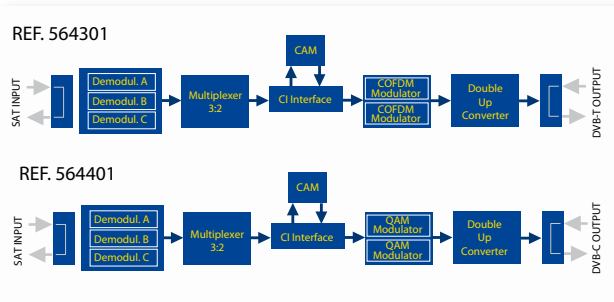 REF. 564301
SAT INPUT
Demodul. A
Demodul. B
Demodul. C
Multiplexer
3:2
CAM
CI Interface
COFDM
Modulator
COFDM
Modulator
Double
Up
Converter
DVB-T OUTPUT
REF. 564401
SAT INPUT
Demodul. A
Demodul. B
Demodul. C
Multiplexer
3:2
CAM
CI Interface
QAM
Modulator
QAM
Modulator
Double
Up
Converter
DVB-C OUTPUT